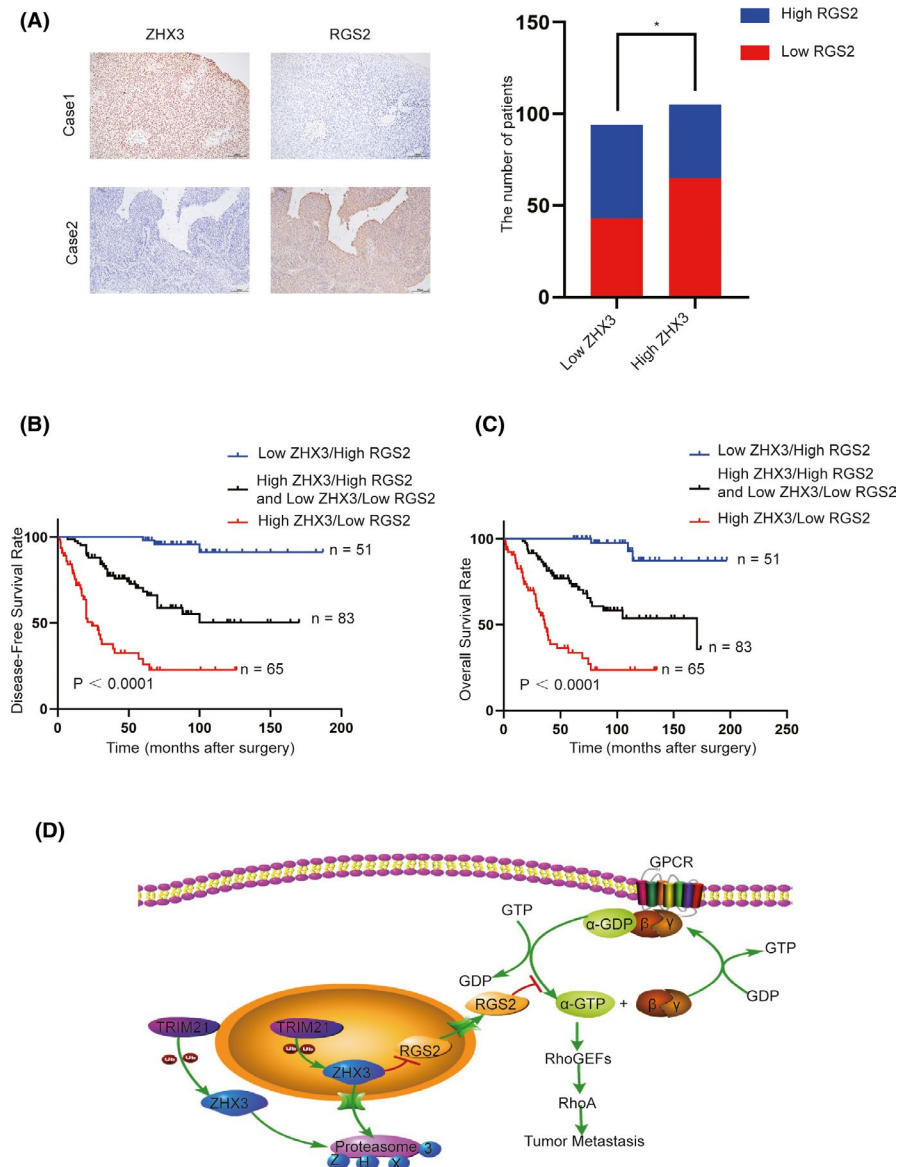 (A)
ZHX3
RGS2
Case1
Case2
High RGS2
Low RGS2
*
The number of patients
150
100
50
0
Low ZHX3
High ZHX3
(B)
Low ZHX3/High RGS2
High ZHX3/High RGS2
and Low ZHX3/Low RGS2
High ZHX3/Low RGS2
Disease-Free Survival Rate
100
50
0
n = 51
n = 83
n = 65
P < 0.0001
0
50
100
150
200
Time (months after surgery)
(C)
Low ZHX3/High RGS2
High ZHX3/High RGS2
and Low ZHX3/Low RGS2
High ZHX3/Low RGS2
Overall Survival Rate
100
50
0
n = 51
n = 83
n = 65
P < 0.0001
0
50
100
150
200
250
Time (months after surgery)
(D)
GPCR
GTP
α-GDP
β
γ
GTP
GDP
RGS2
α-GTP
+
β
γ
GDP
TRIM21
TRIM21
Ub
Ub
Ub
Ub
RGS2
ZHX3
ZHX3
RhoGEFs
RhoA
Tumor Metastasis
Proteasome
3
Z
H
X